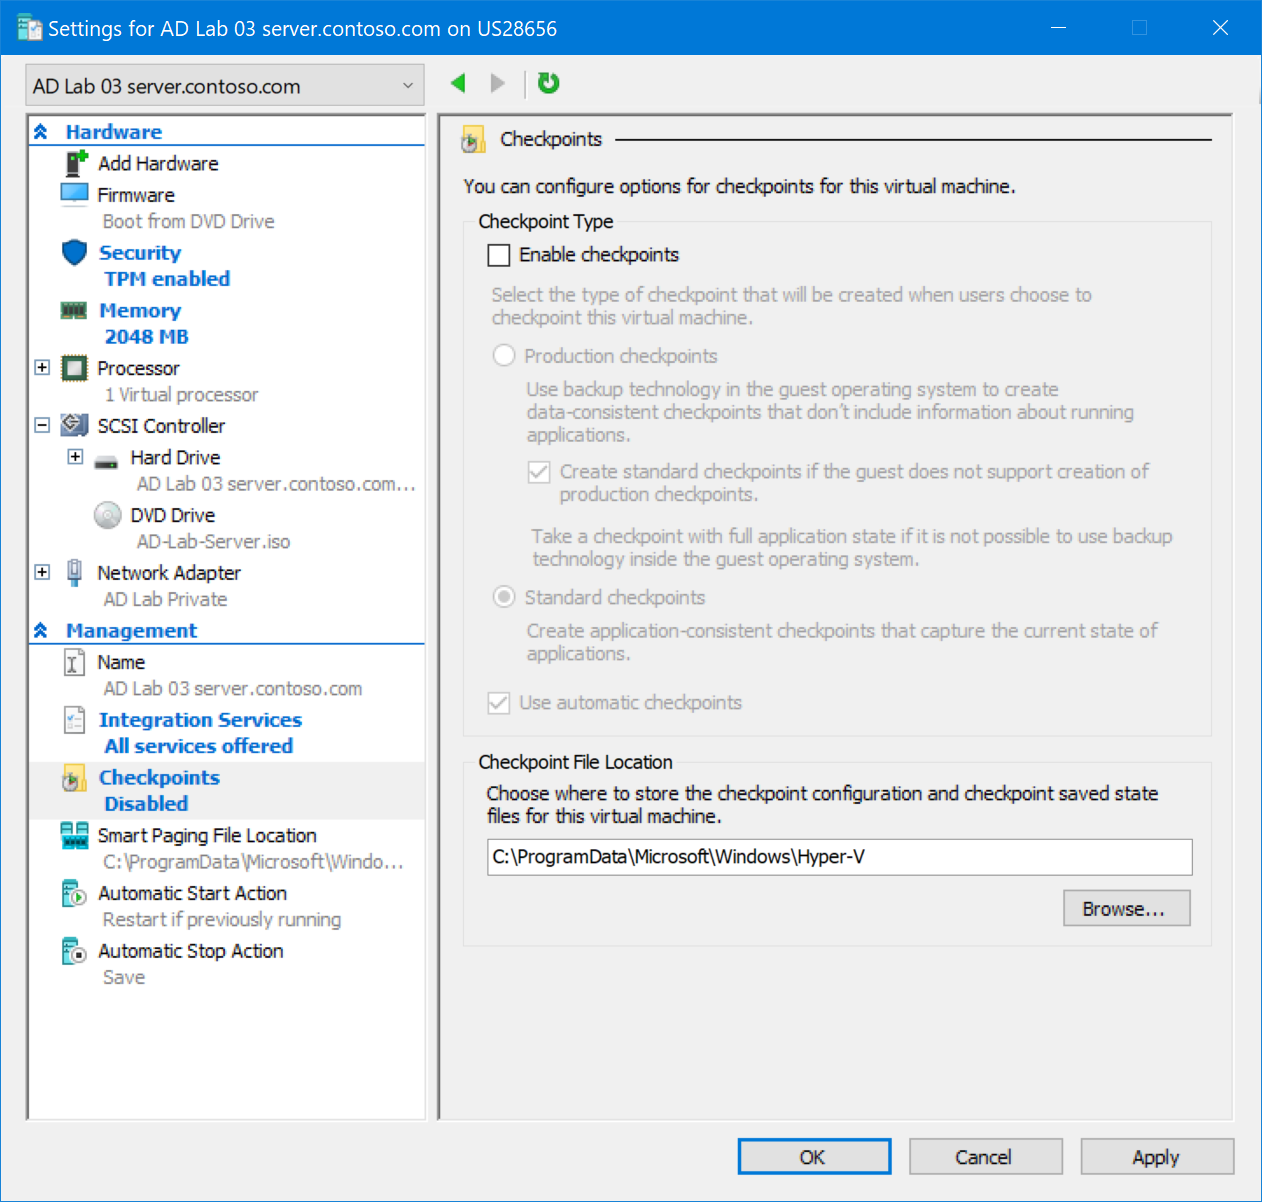 Settings for AD Lab 03 server.contoso.com on US28656
AD Lab 03 server.contoso.com
Hardware
Add Hardware
Firmware
Boot from DVD Drive
Security
TPM enabled
Memory
2048 MB
Processor
1 Virtual processor
SCSI Controller
Hard Drive
AD Lab 03 server.contoso.com...
DVD Drive
AD-Lab-Server.iso
Network Adapter
AD Lab Private
Management
Name
AD Lab 03 server.contoso.com
Integration Services
All services offered
Checkpoints
Disabled
Smart Paging File Location
C:\ProgramData\Microsoft\Windo...
Automatic Start Action
Restart if previously running
Automatic Stop Action
Save
Checkpoints
You can configure options for checkpoints for this virtual machine.
Checkpoint Type
Enable checkpoints
Select the type of checkpoint that will be created when users choose to
checkpoint this virtual machine.
Production checkpoints
Use backup technology in the guest operating system to create
data-consistent checkpoints that don't include information about running
applications.
Create standard checkpoints if the guest does not support creation of
production checkpoints.
Take a checkpoint with full application state if it is not possible to use backup
technology inside the guest operating system.
Standard checkpoints
Create application-consistent checkpoints that capture the current state of
applications.
Use automatic checkpoints
Checkpoint File Location
Choose where to store the checkpoint configuration and checkpoint saved state
files for this virtual machine.
C:\ProgramData\Microsoft\Windows\Hyper-V
Browse...
OK
Cancel
Apply